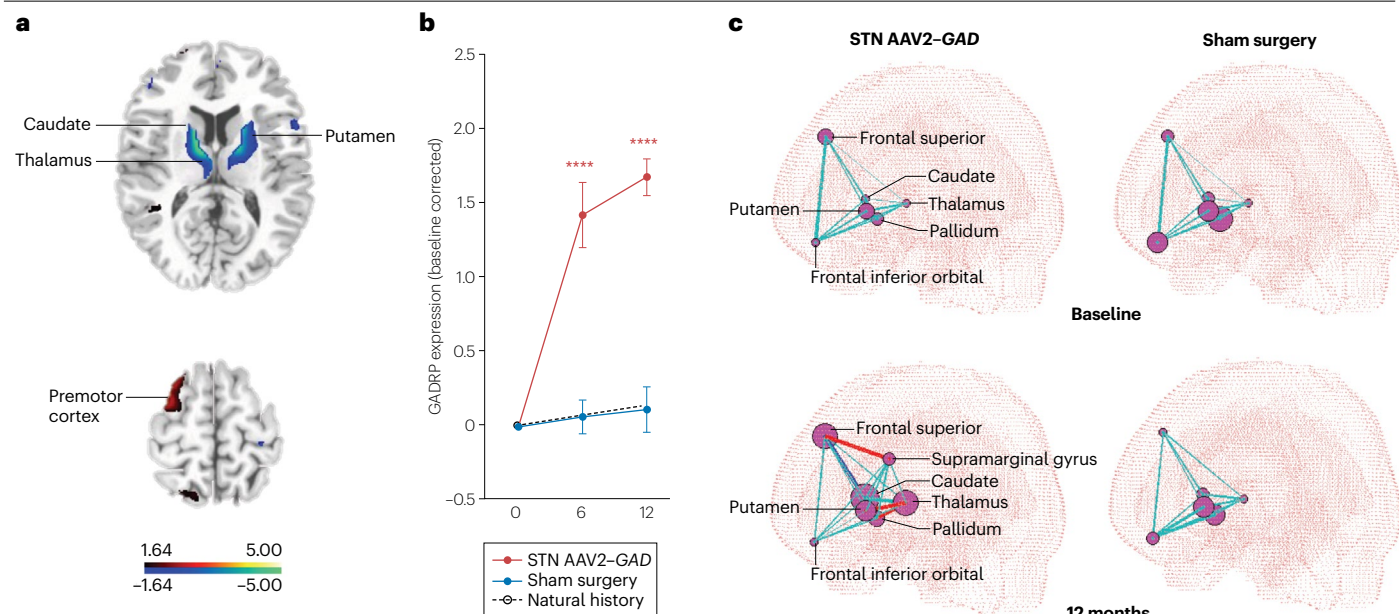 a
Caudate
Thalamus
Putamen
Premotor
cortex
1.64 5.00
–1.64 –5.00
b
GADRP expression (baseline corrected)
2.5
2.0
1.5
1.0
0.5
0
–0.5
****
****
0 6 12
STN AAV2–GAD
Sham surgery
Natural history
c
STN AAV2–GAD
Sham surgery
Frontal superior
Caudate
Putamen
Thalamus
Pallidum
Frontal inferior orbital
Baseline
Frontal superior
Supramarginal gyrus
Caudate
Putamen
Thalamus
Pallidum
Frontal inferior orbital
12 months